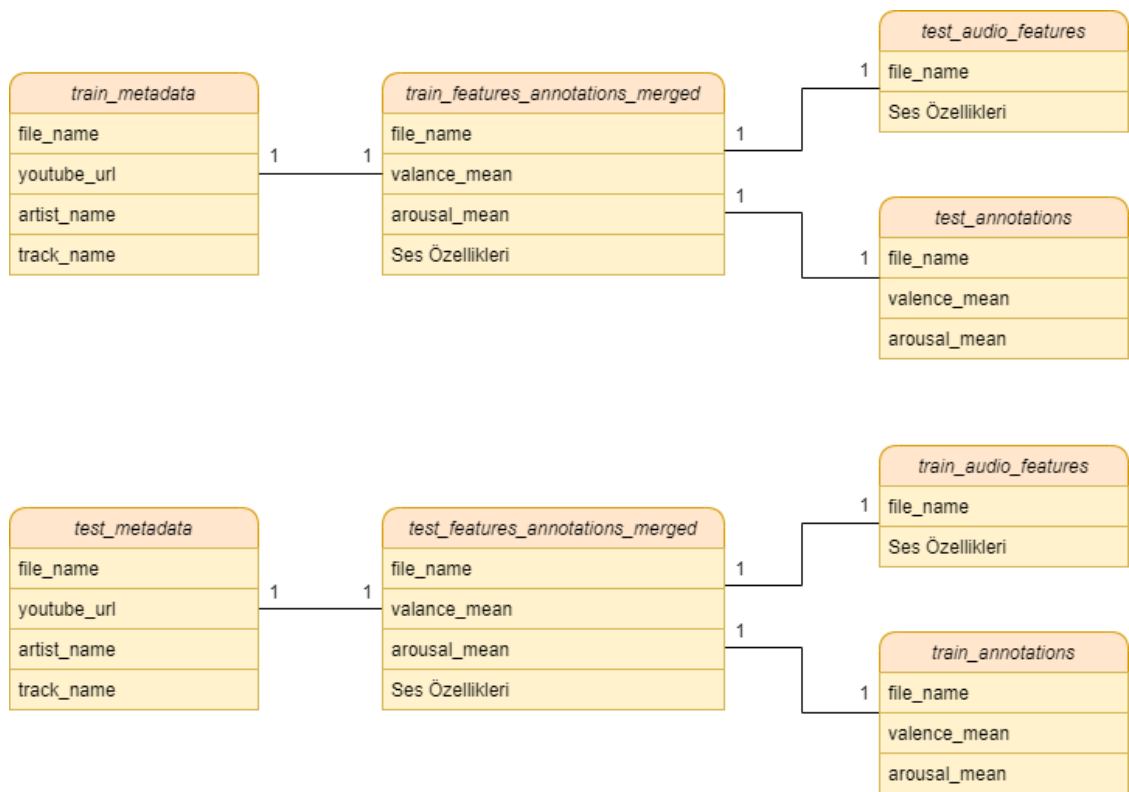 train_metadata
file_name
youtube_url
artist_name
track_name
1
1
train_features_annotations_merged
file_name
valance_mean
arousal_mean
Ses Özellikleri
1
1
1
1
test_audio_features
file_name
Ses Özellikleri
test_annotations
file_name
valence_mean
arousal_mean
test_metadata
file_name
youtube_url
artist_name
track_name
1
1
test_features_annotations_merged
file_name
valance_mean
arousal_mean
Ses Özellikleri
1
1
1
1
train_audio_features
file_name
Ses Özellikleri
train_annotations
file_name
valence_mean
arousal_mean